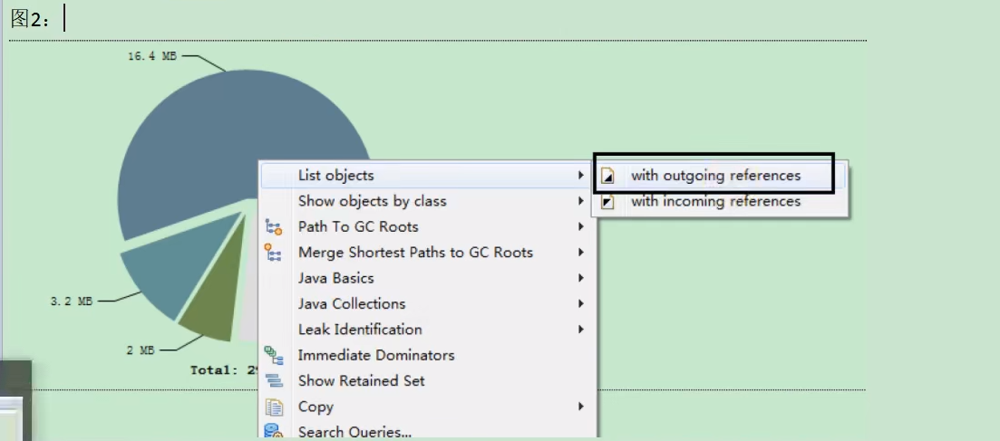 图2：
16.4 MB
List objects
with outgoing references
Show objects by class
with incoming references
Path To GC Roots
Merge Shortest Paths to GC Roots
Java Basics
3.2 MB
Java Collections
Leak Identification
2 MB
Immediate Dominators
Total: 2
Show Retained Set
Copy
Search Queries...